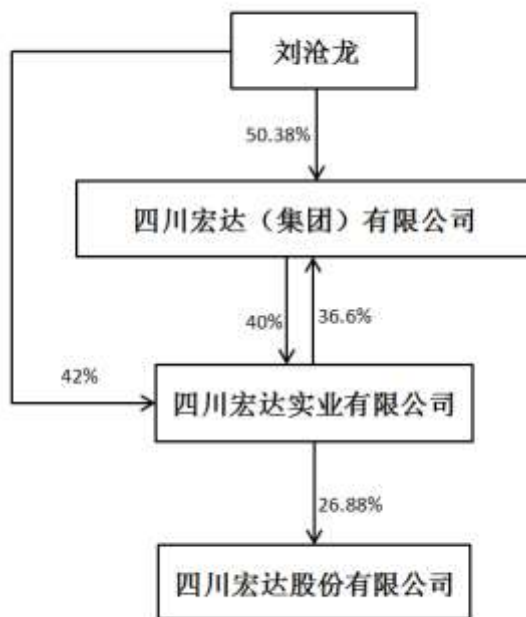 刘沧龙
50.38%
四川宏达（集团）有限公司
40%
36.6%
42%
四川宏达实业有限公司
26.88%
四川宏达股份有限公司